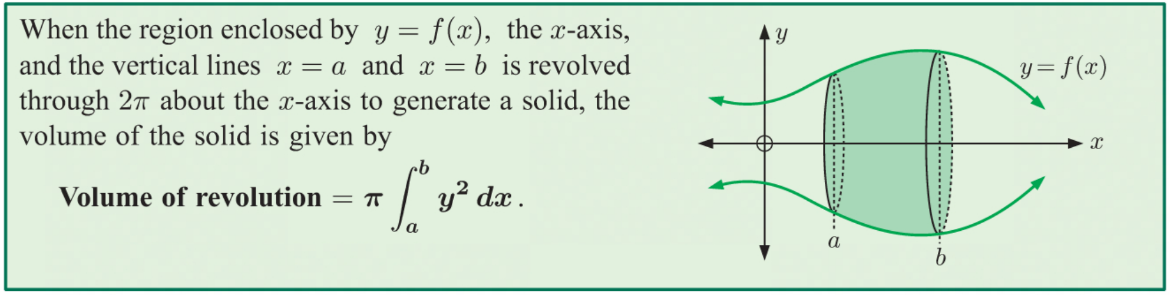 When the region enclosed by y = f(x), the x-axis,
and the vertical lines x = a and x = b is revolved
through 2π about the x-axis to generate a solid, the
volume of the solid is given by
Volume of revolution = π ∫_a^b y² dx.
y
y = f(x)
x
a
b